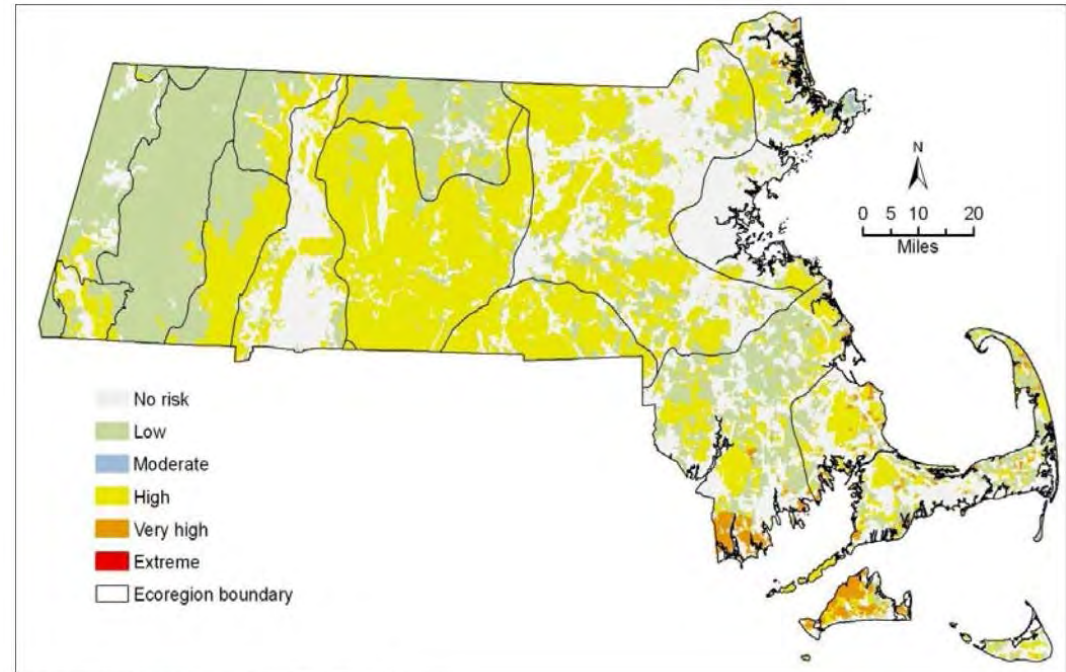 N
0 5 10 20
Miles
No risk
Low
Moderate
High
Very high
Extreme
Ecoregion boundary